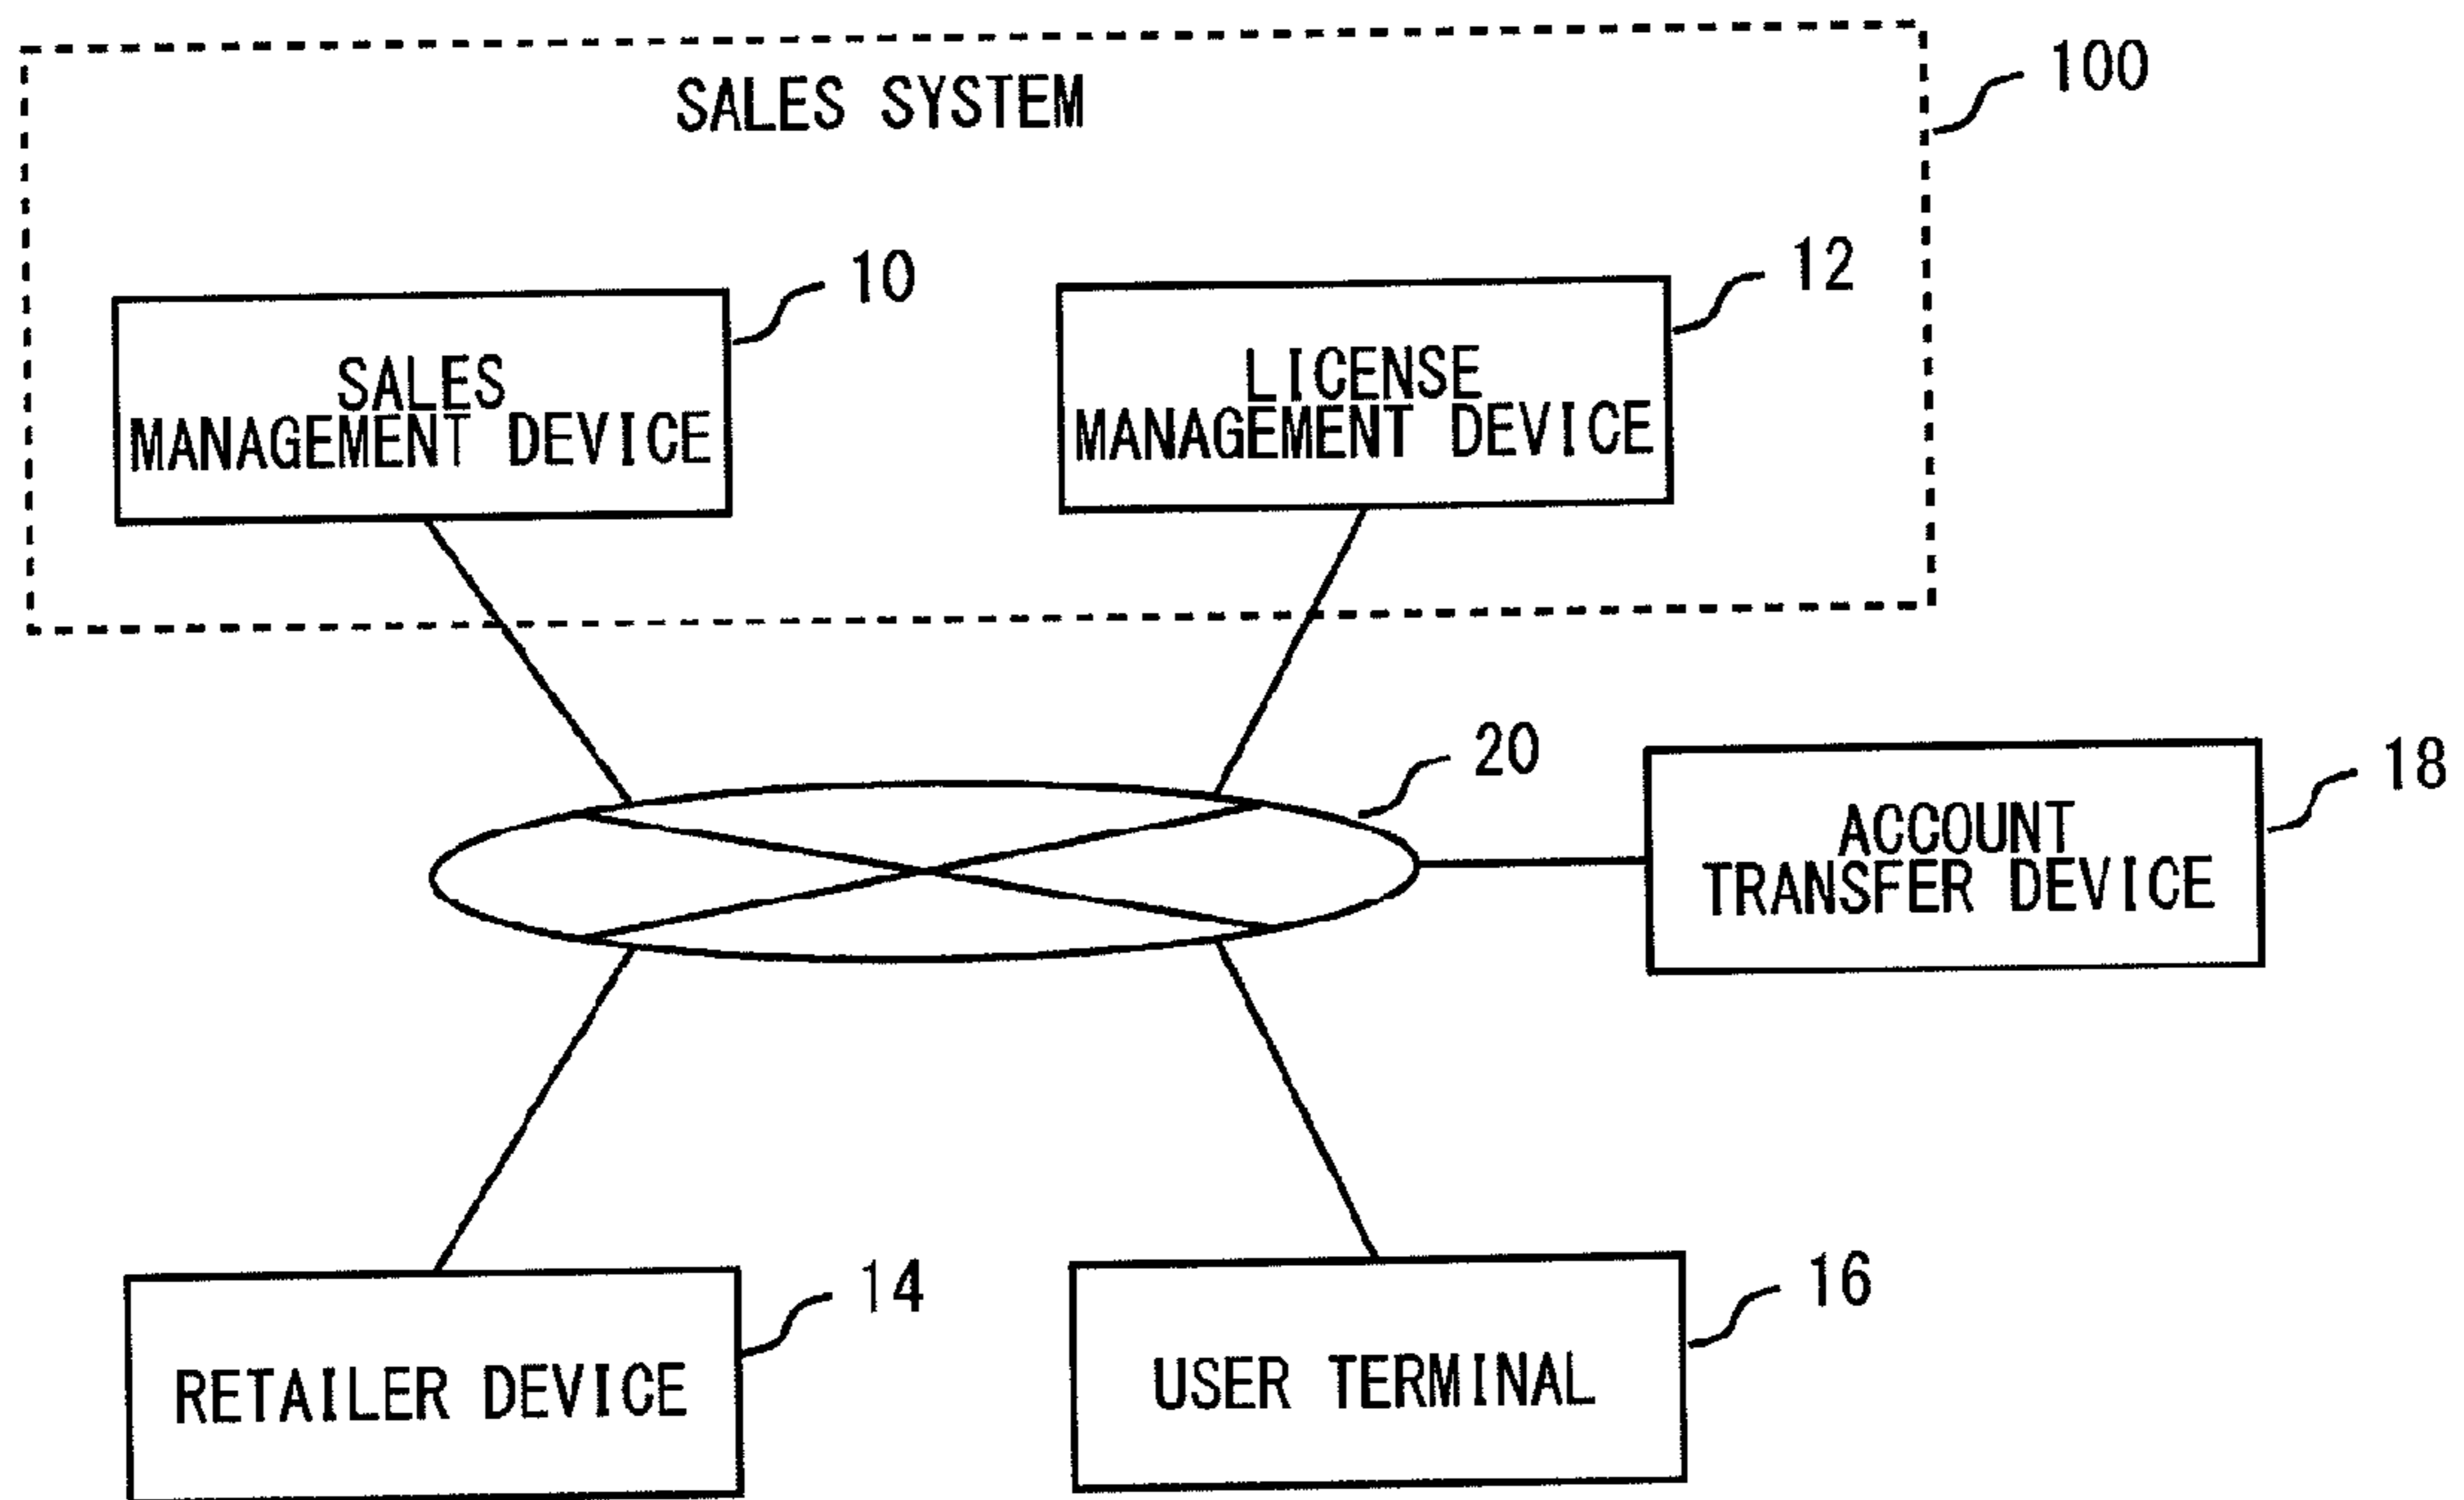 SALES SYSTEM
100
10
12
SALES
MANAGEMENT DEVICE
LICENSE
MANAGEMENT DEVICE
20
18
ACCOUNT
TRANSFER DEVICE
14
16
RETAILER DEVICE
USER TERMINAL